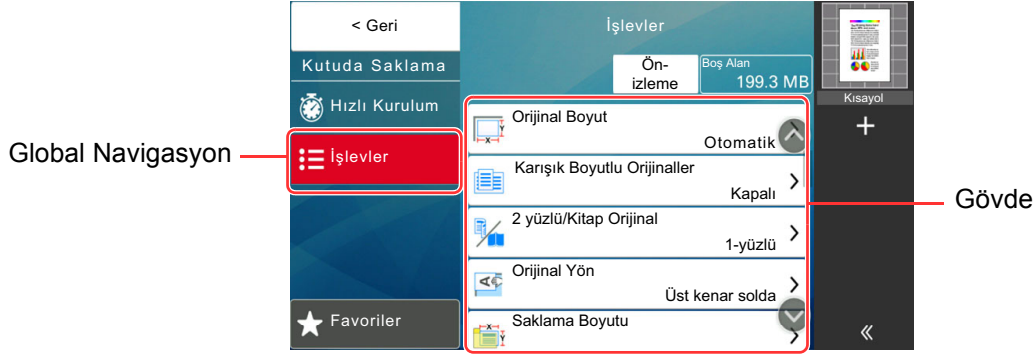 < Geri
İşlevler
Kutuda Saklama
Ön-
izleme
Boş Alan
199.3 MB
Kısayol
Hızlı Kurulum
Orijinal Boyut
Otomatik
Global Navigasyon
İşlevler
Karışık Boyutlu Orijinaller
Kapalı
Gövde
2 yüzlü/Kitap Orijinal
1-yüzlü
Orijinal Yön
Üst kenar solda
Favoriler
Saklama Boyutu